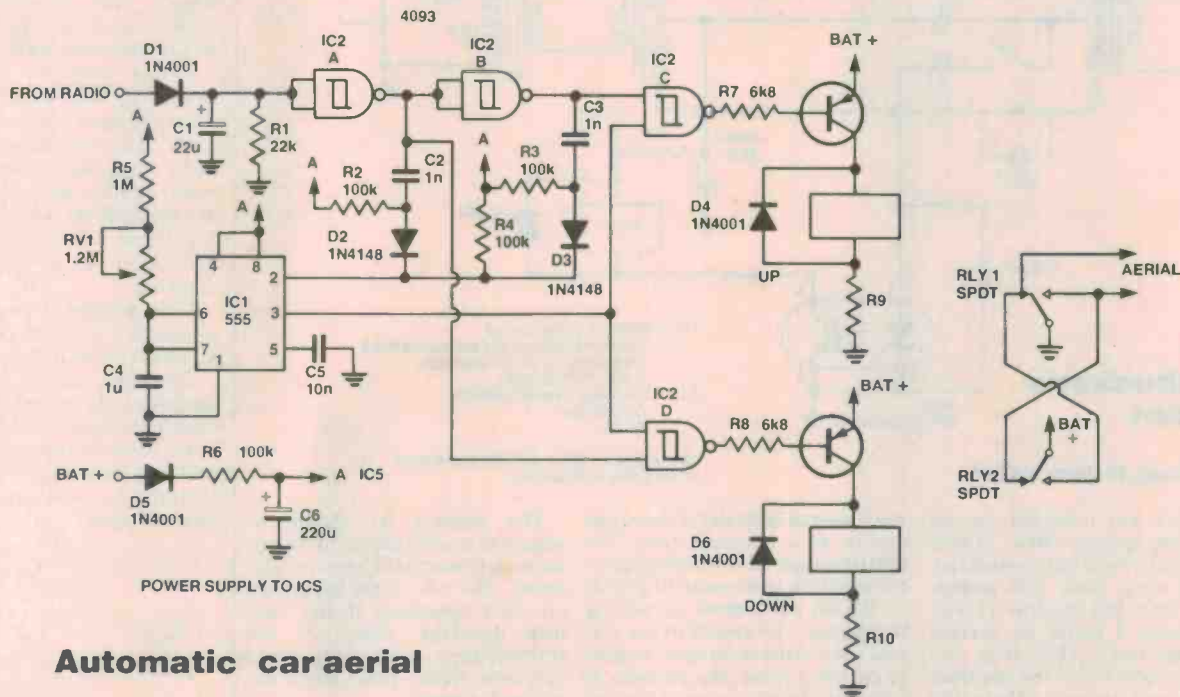 4093
D1
1N4001
IC2
A
IC2
B
IC2
C
BAT +
FROM RADIO
R7 6k8
A
C1
22u
R1
22k
C3
1n
R5
1M
A
A
R3
100k
R2
100k
C2
1n
D4
1N4001
RV1
1.2M
A
R4
100k
D2
1N4148
D3
1N4148
UP
4 8
2
6
IC1
555
3
7
5
1
R9
RLY 1
SPDT
AERIAL
C4
1u
C5
10n
IC2
D
BAT +
R8 6k8
BAT
+
RLY2
SPDT
BAT +
R6 100k
A IC5
D5
1N4001
C6
220u
D6
1N4001
POWER SUPPLY TO ICS
DOWN
R10
Automatic car aerial